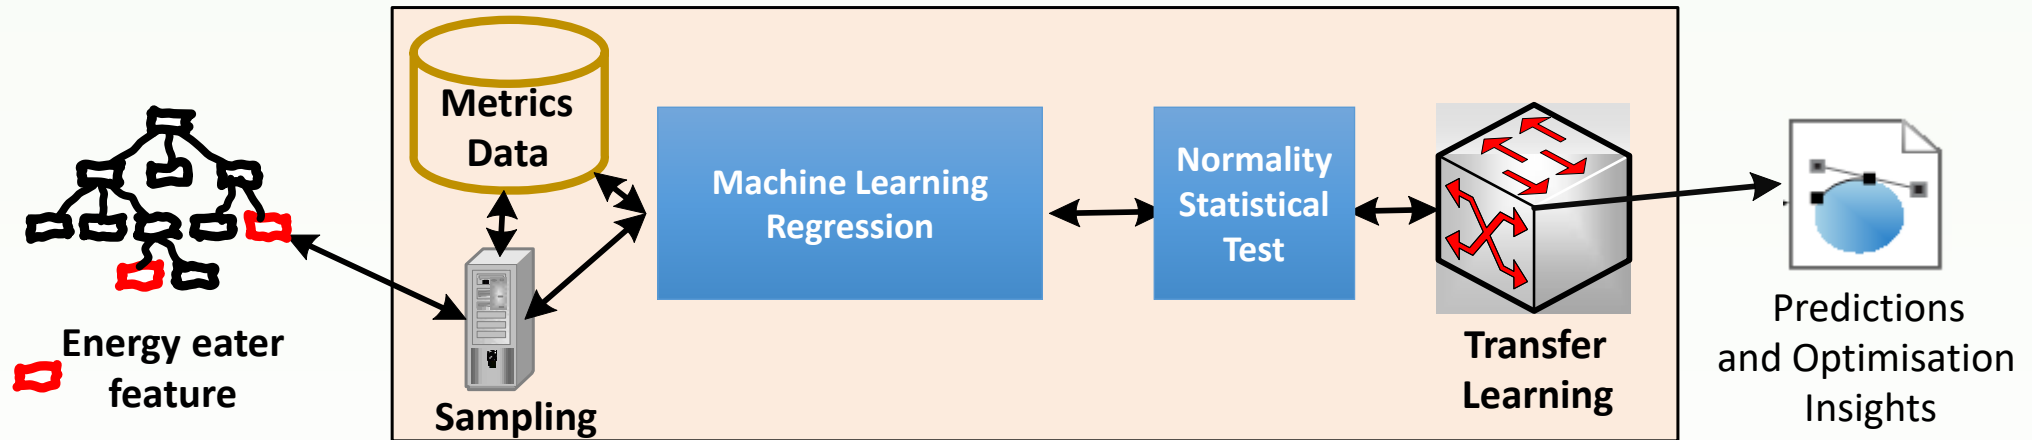 Energy eater
feature
Metrics
Data
Sampling
Machine Learning
Regression
Normality
Statistical
Test
Transfer
Learning
Predictions
and Optimisation
Insights